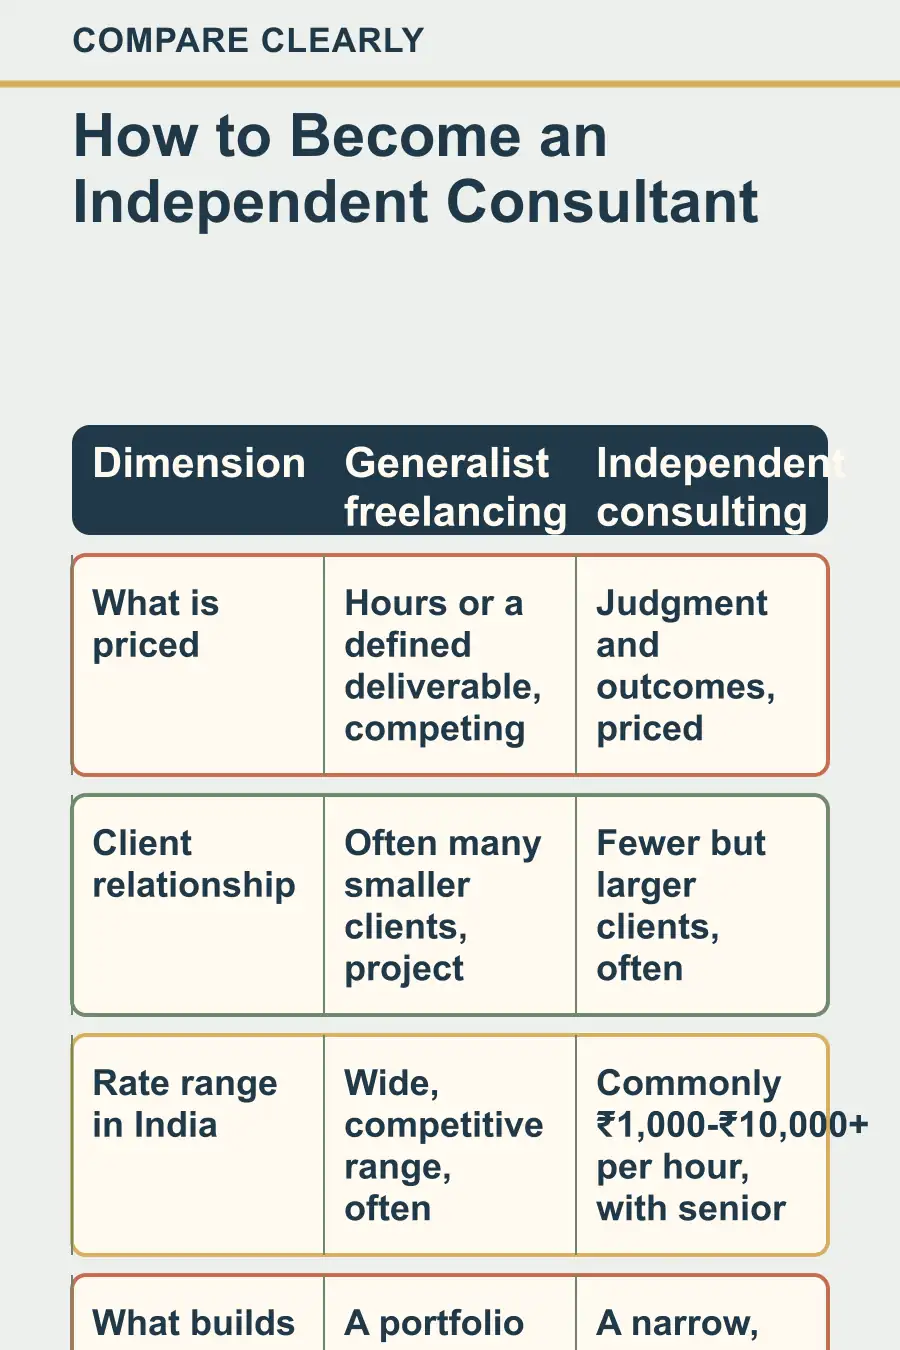 COMPARE CLEARLY
How to Become an
Independent Consultant
Dimension
Generalist
freelancing
Independent
consulting
What is
priced
Hours or a
defined
deliverable,
competing
Judgment
and
outcomes,
priced
Client
relationship
Often many
smaller
clients,
project
Fewer but
larger
clients,
often
Rate range
in India
Wide,
competitive
range,
often
Commonly
₹1,000-₹10,000+
per hour,
with senior
What builds
A portfolio
A narrow,